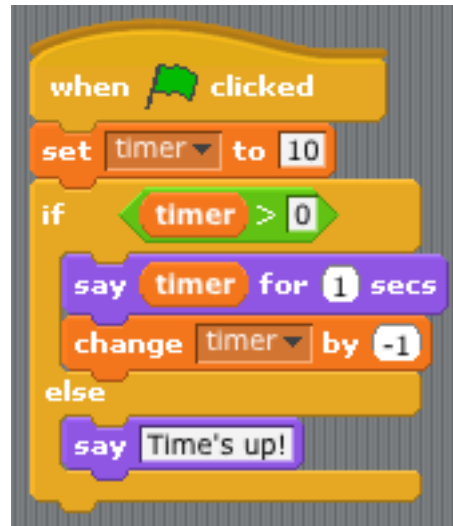 when clicked
set timer to 10
if timer > 0
say timer for 1 secs
change timer by -1
else
say Time's up!